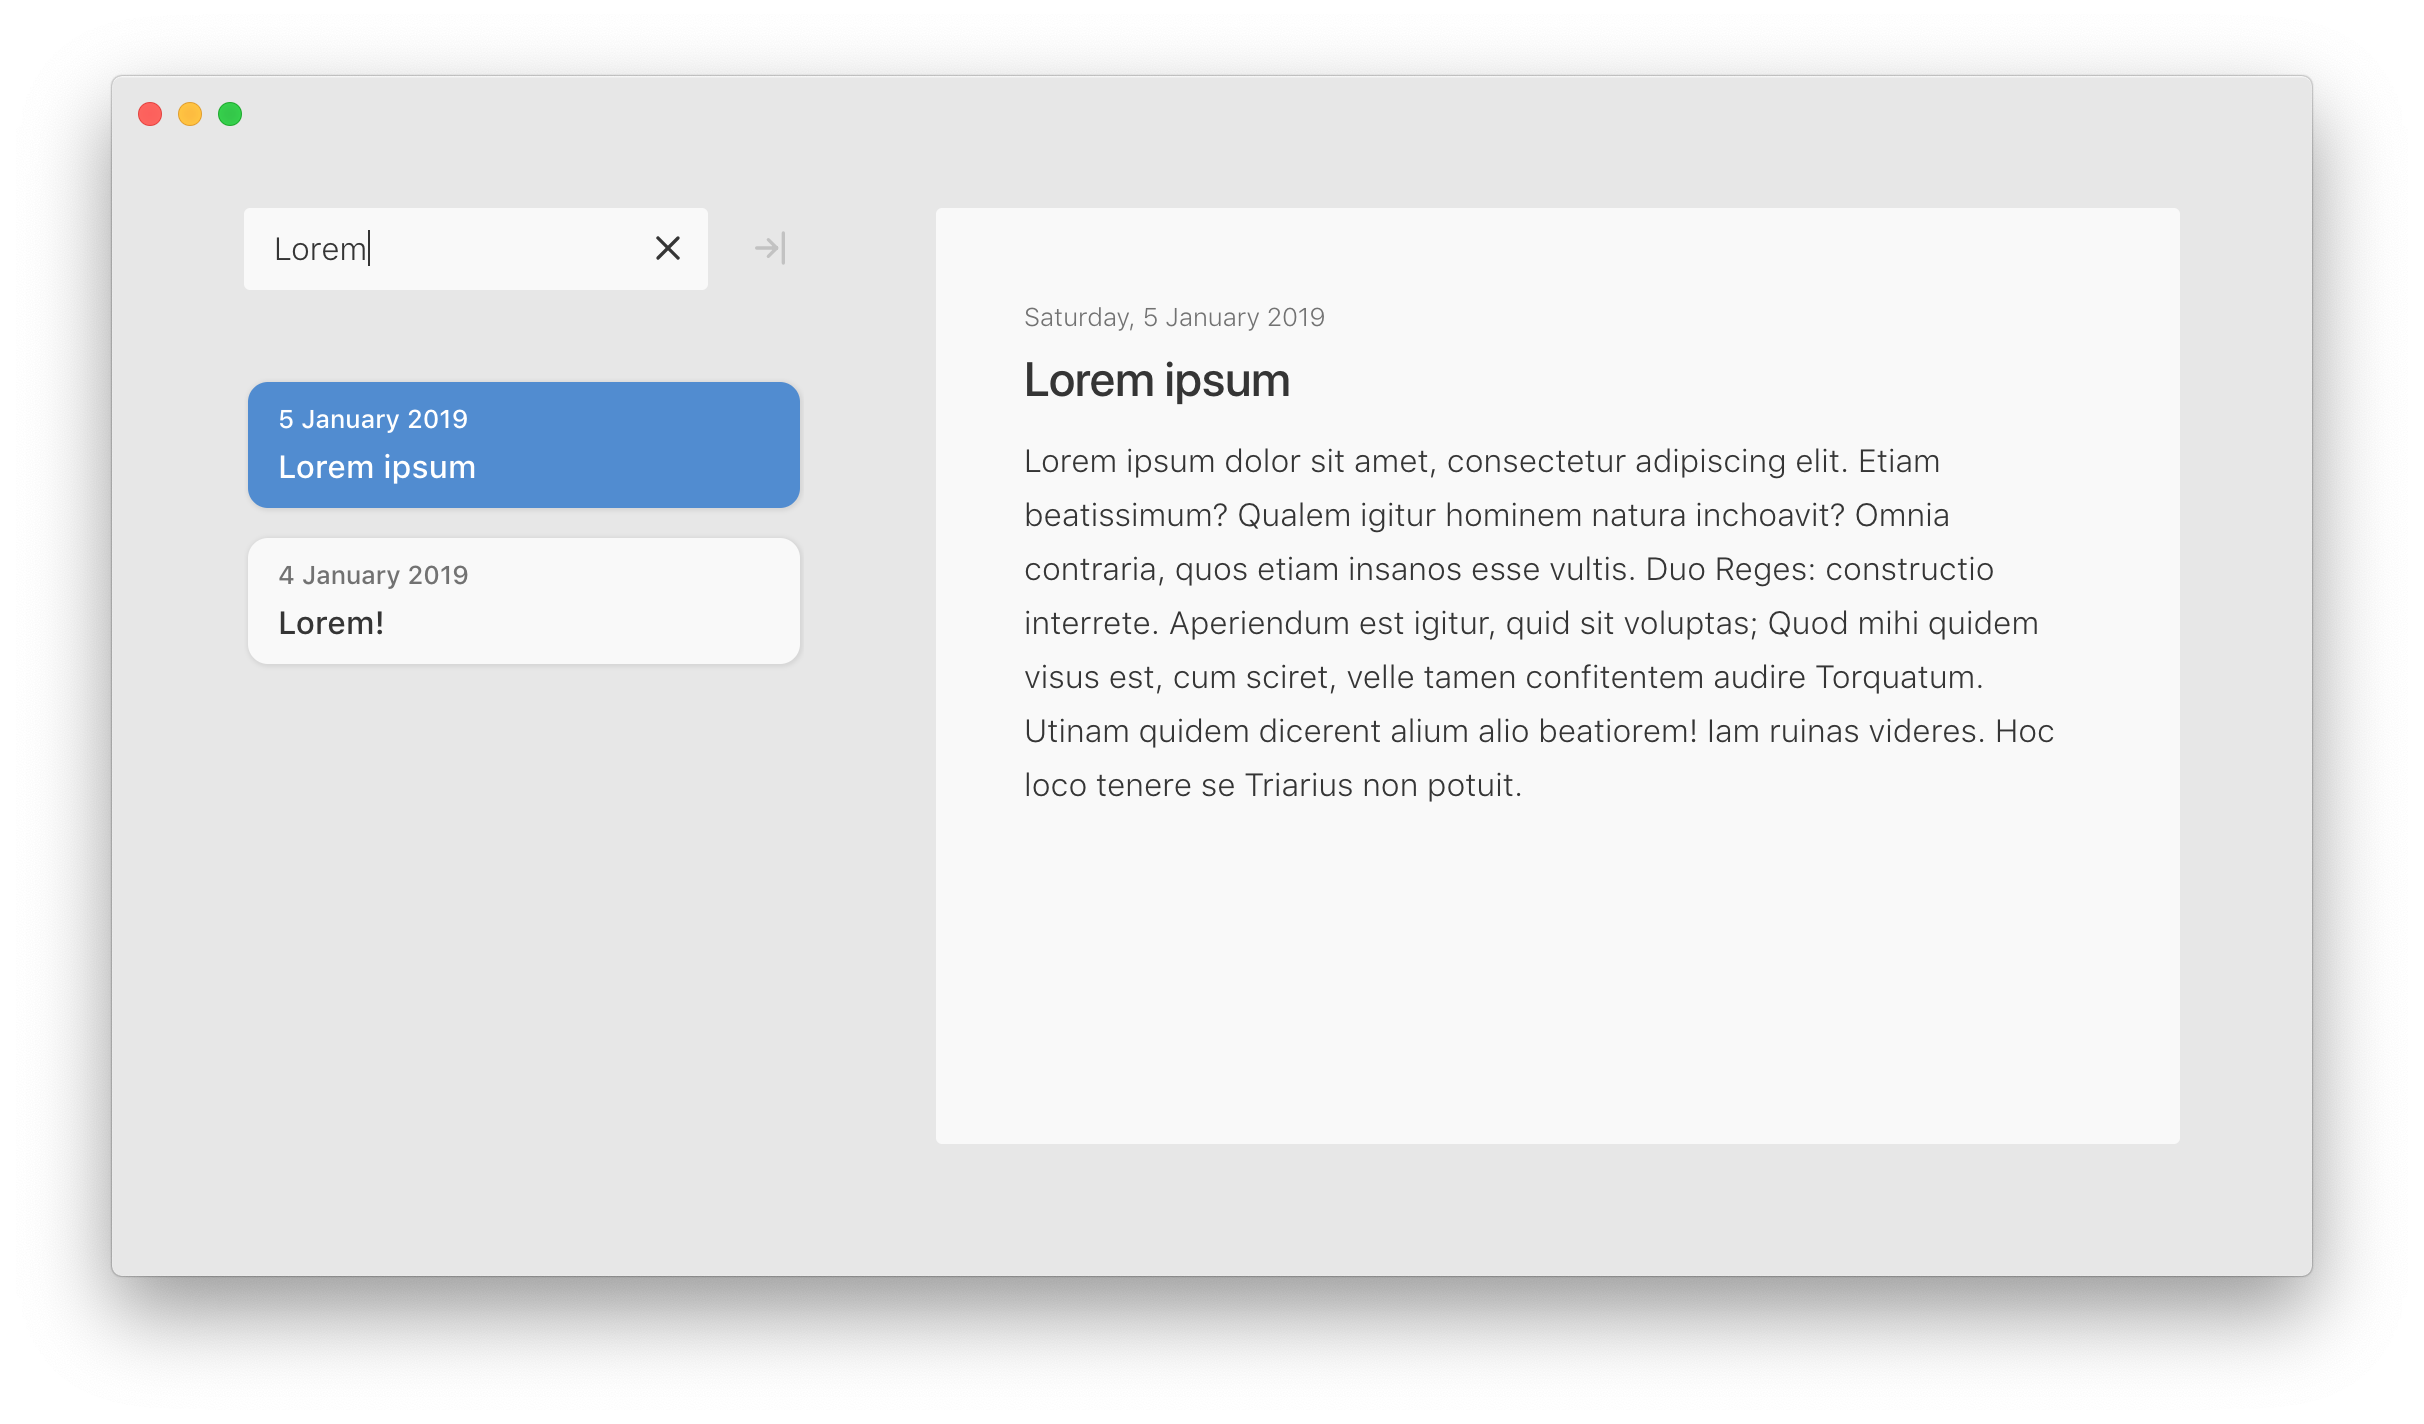 Lorem
5 January 2019
Lorem ipsum
4 January 2019
Lorem!
Saturday, 5 January 2019
Lorem ipsum
Lorem ipsum dolor sit amet, consectetur adipiscing elit. Etiam
beatissimum? Qualem igitur hominem natura inchoavit? Omnia
contraria, quos etiam insanos esse vultis. Duo Reges: constructio
interrete. Aperiendum est igitur, quid sit voluptas; Quod mihi quidem
visus est, cum sciret, velle tamen confitentem audire Torquatum.
Utinam quidem dicerent alium alio beatiorem! Iam ruinas videres. Hoc
loco tenere se Triarius non potuit.